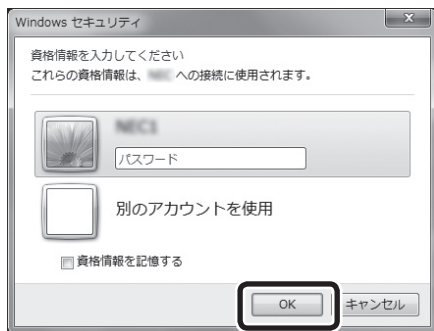 Windows セキュリティ
資格情報を入力してください
これらの資格情報は、 への接続に使用されます。
NEC1
パスワード
別のアカウントを使用
資格情報を記憶する
OK
キャンセル